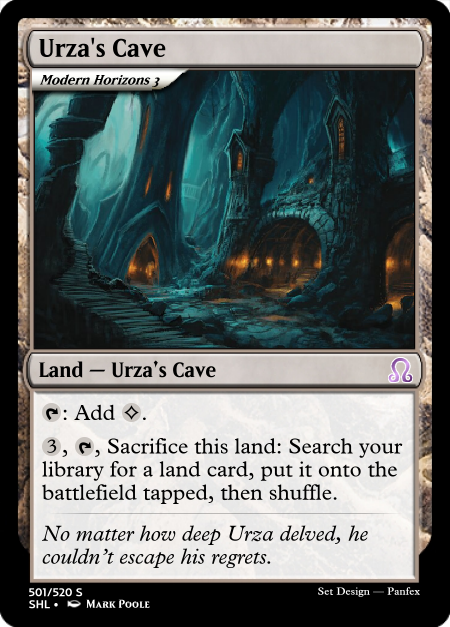 Urza's Cave
Modern Horizons 3
Land — Urza's Cave
: Add .
3, , Sacrifice this land: Search your
library for a land card, put it onto the
battlefield tapped, then shuffle.
No matter how deep Urza delved, he
couldn't escape his regrets.
501/520 S
Set Design — Panfex
SHL • Mark Poole